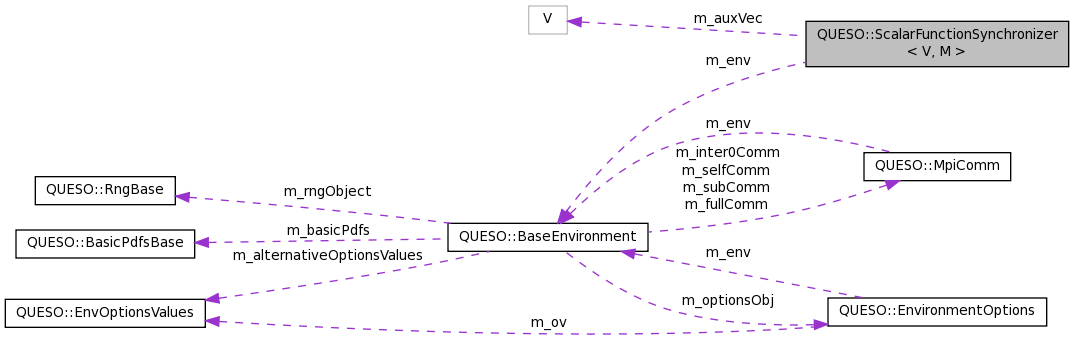 V
m_auxVec
QUESO::ScalarFunctionSynchronizer
< V, M >
m_env
m_env
m_inter0Comm
m_selfComm
m_subComm
m_fullComm
QUESO::MpiComm
QUESO::RngBase
m_rngObject
QUESO::BasicPdfsBase
m_basicPdfs
QUESO::BaseEnvironment
m_alternativeOptionsValues
m_env
m_optionsObj
QUESO::EnvOptionsValues
QUESO::EnvironmentOptions
m_ov